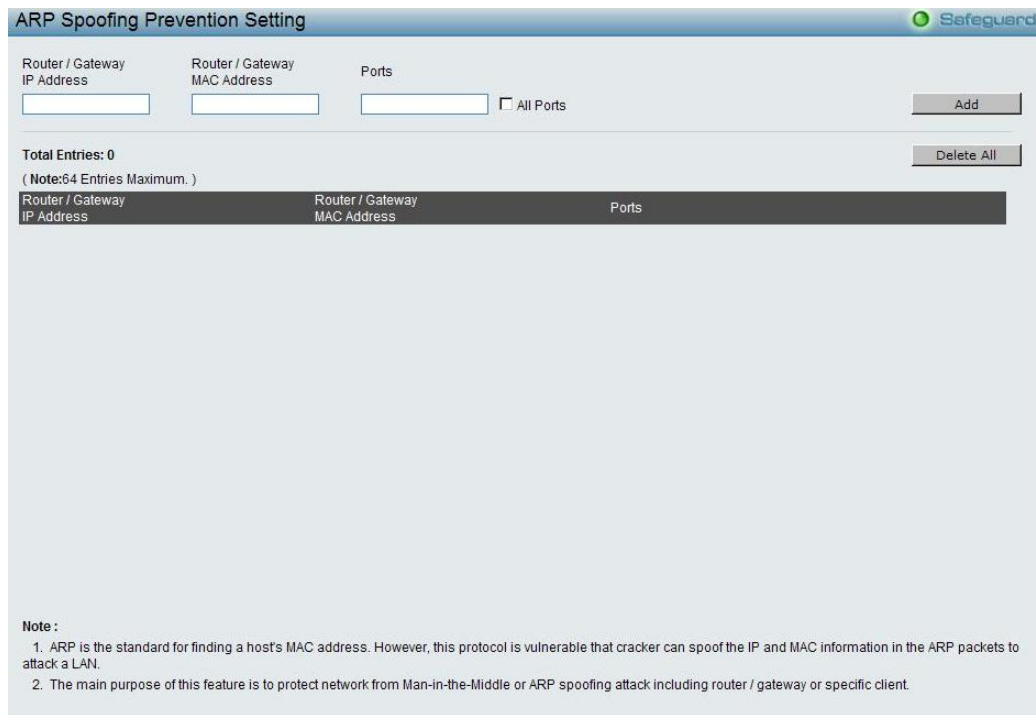 ARP Spoofing Prevention Setting
Safeguard
Router / Gateway
IP Address
Router / Gateway
MAC Address
Ports
All Ports
Add
Total Entries: 0
Delete All
( Note:64 Entries Maximum. )
Router / Gateway
IP Address
Router / Gateway
MAC Address
Ports
Note :
1. ARP is the standard for finding a host's MAC address. However, this protocol is vulnerable that cracker can spoof the IP and MAC information in the ARP packets to
attack a LAN.
2. The main purpose of this feature is to protect network from Man-in-the-Middle or ARP spoofing attack including router / gateway or specific client.